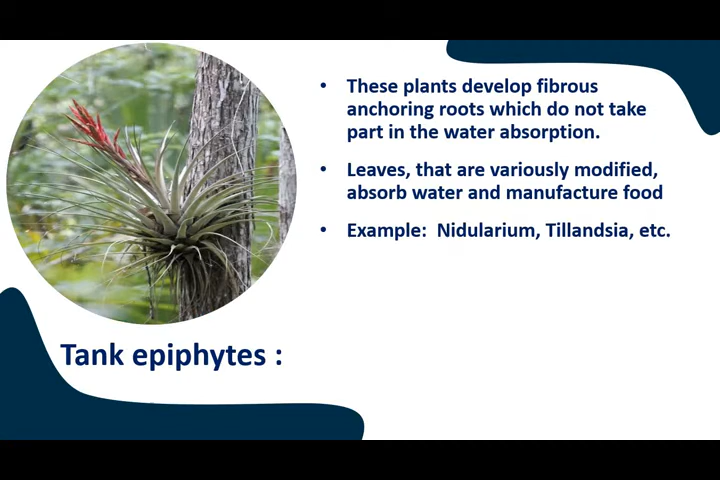 • These plants develop fibrous
anchoring roots which do not take
part in the water absorption.
• Leaves, that are variously modified,
absorb water and manufacture food
• Example: Nidularium, Tillandsia, etc.
Tank epiphytes :